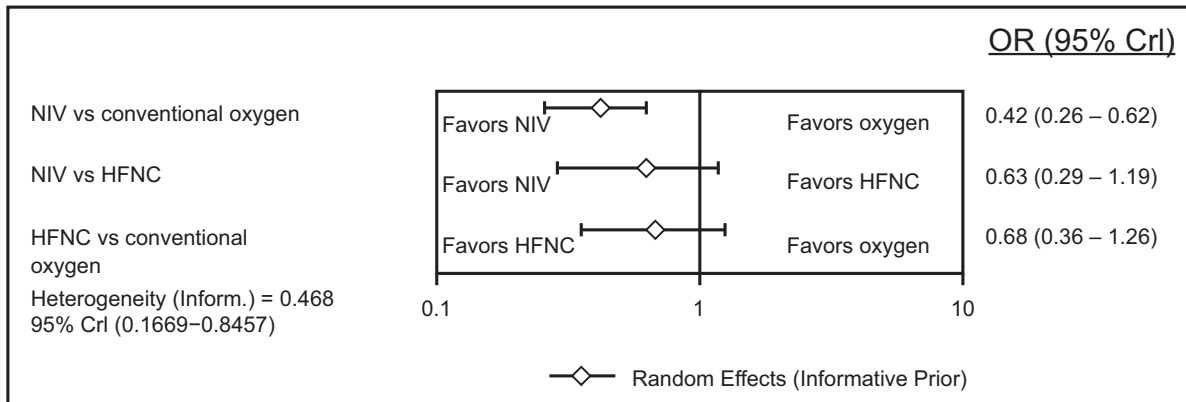 OR (95% Crl)
NIV vs conventional oxygen
Favors NIV
Favors oxygen
0.42 (0.26 – 0.62)
NIV vs HFNC
Favors NIV
Favors HFNC
0.63 (0.29 – 1.19)
HFNC vs conventional
oxygen
Favors HFNC
Favors oxygen
0.68 (0.36 – 1.26)
Heterogeneity (Inform.) = 0.468
95% Crl (0.1669−0.8457)
0.1
1
10
Random Effects (Informative Prior)